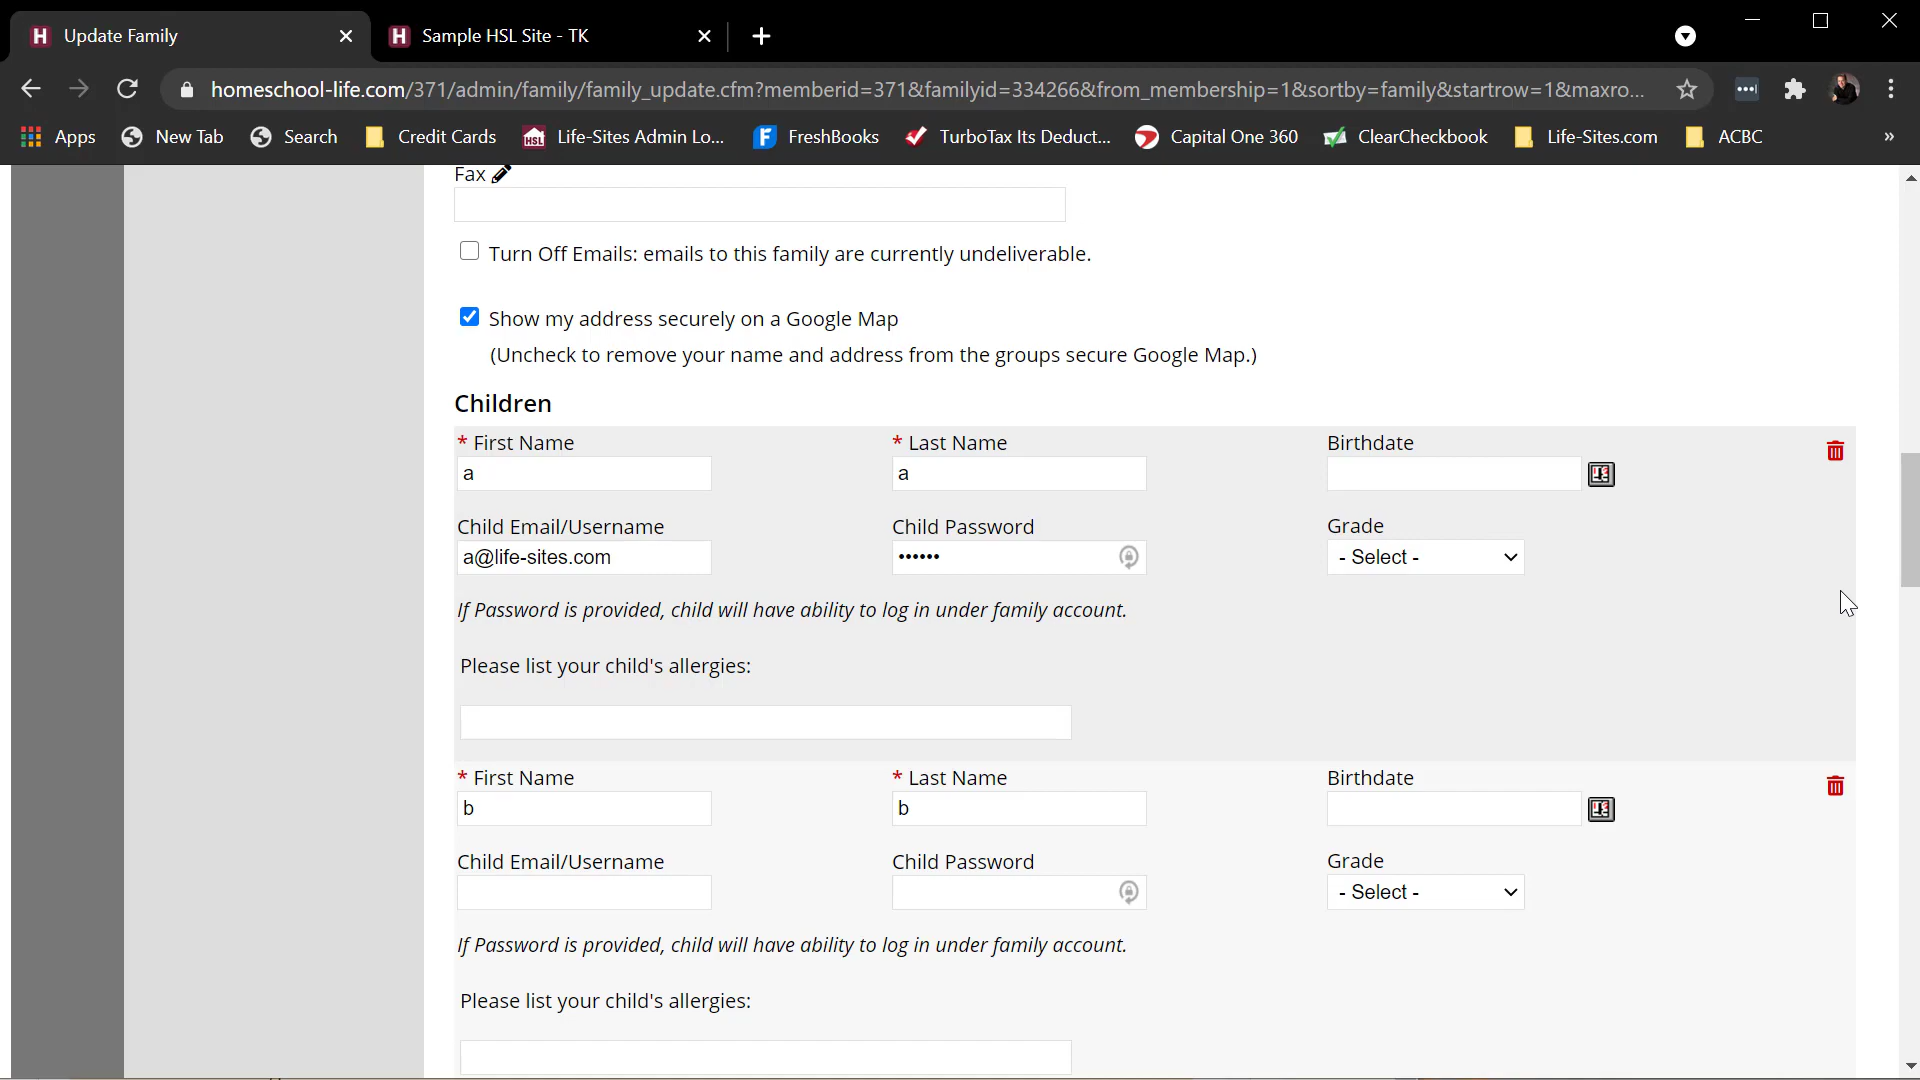 Update Family
Sample HSL Site - TK
homeschool-life.com/371/admin/family/family_update.cfm?memberid=371&familyid=334266&from_membership=1&sortby=family&startrow=1&maxro...
Apps
New Tab
Search
Credit Cards
Life-Sites Admin Lo...
FreshBooks
TurboTax Its Deduct...
Capital One 360
ClearCheckbook
Life-Sites.com
ACBC
»
Fax
Turn Off Emails: emails to this family are currently undeliverable.
Show my address securely on a Google Map
(Uncheck to remove your name and address from the groups secure Google Map.)
Children
* First Name
* Last Name
Birthdate
a
a
Child Email/Username
Child Password
Grade
a@life-sites.com
••••••
- Select -
If Password is provided, child will have ability to log in under family account.
Please list your child's allergies:
* First Name
* Last Name
Birthdate
b
b
Child Email/Username
Child Password
Grade
- Select -
If Password is provided, child will have ability to log in under family account.
Please list your child's allergies: